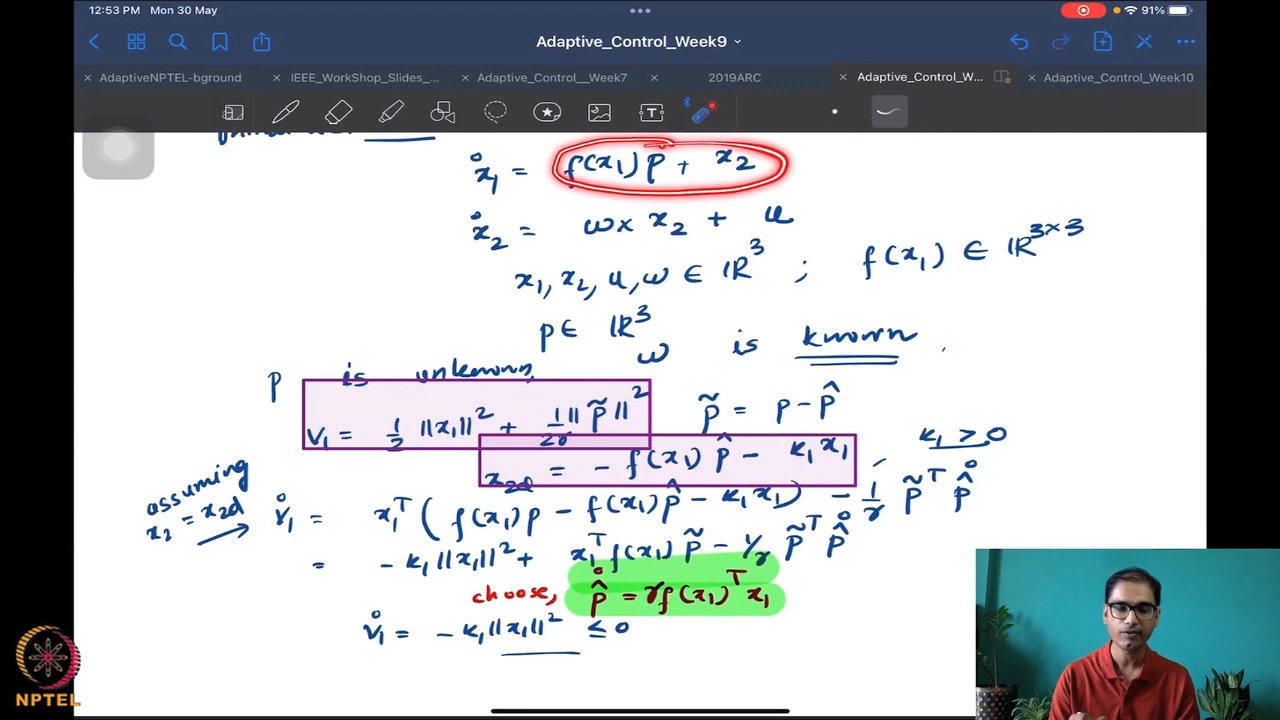 12:53 PM Mon 30 May
91%
Adaptive_Control_Week9
AdaptiveNPTEL-bground
IEEE_WorkShop_Slides_...
Adaptive_Control__Week7
2019ARC
Adaptive_Control_W...
Adaptive_Control_Week10
ẋ₁ = f(x₁) p + x₂
ẋ₂ = ω× x₂ + u
x₁, x₂, u, ω ∈ ℝ³ ; f(x₁) ∈ ℝ³ˣ³
p ∈ ℝ³
ω is known
p is unknown,
V₁ = ½ ||x₁||² + 1/2γ || p̃ ||²
p̃ = p - p̂
x₂d = - f(x₁) p̂ - k₁ x₁
k₁ > 0
assuming
x₂ = x₂d
V̇₁ = x₁ᵀ ( f(x₁) p - f(x₁) p̂ - k₁ x₁ ) - 1/γ p̃ᵀ p̂̇
= - k₁ ||x₁||² + x₁ᵀ f(x₁) p̃ - 1/γ p̃ᵀ p̂̇
choose, p̂̇ = γ f(x₁)ᵀ x₁
V̇₁ = - k₁ ||x₁||² ≤ 0
NPTEL